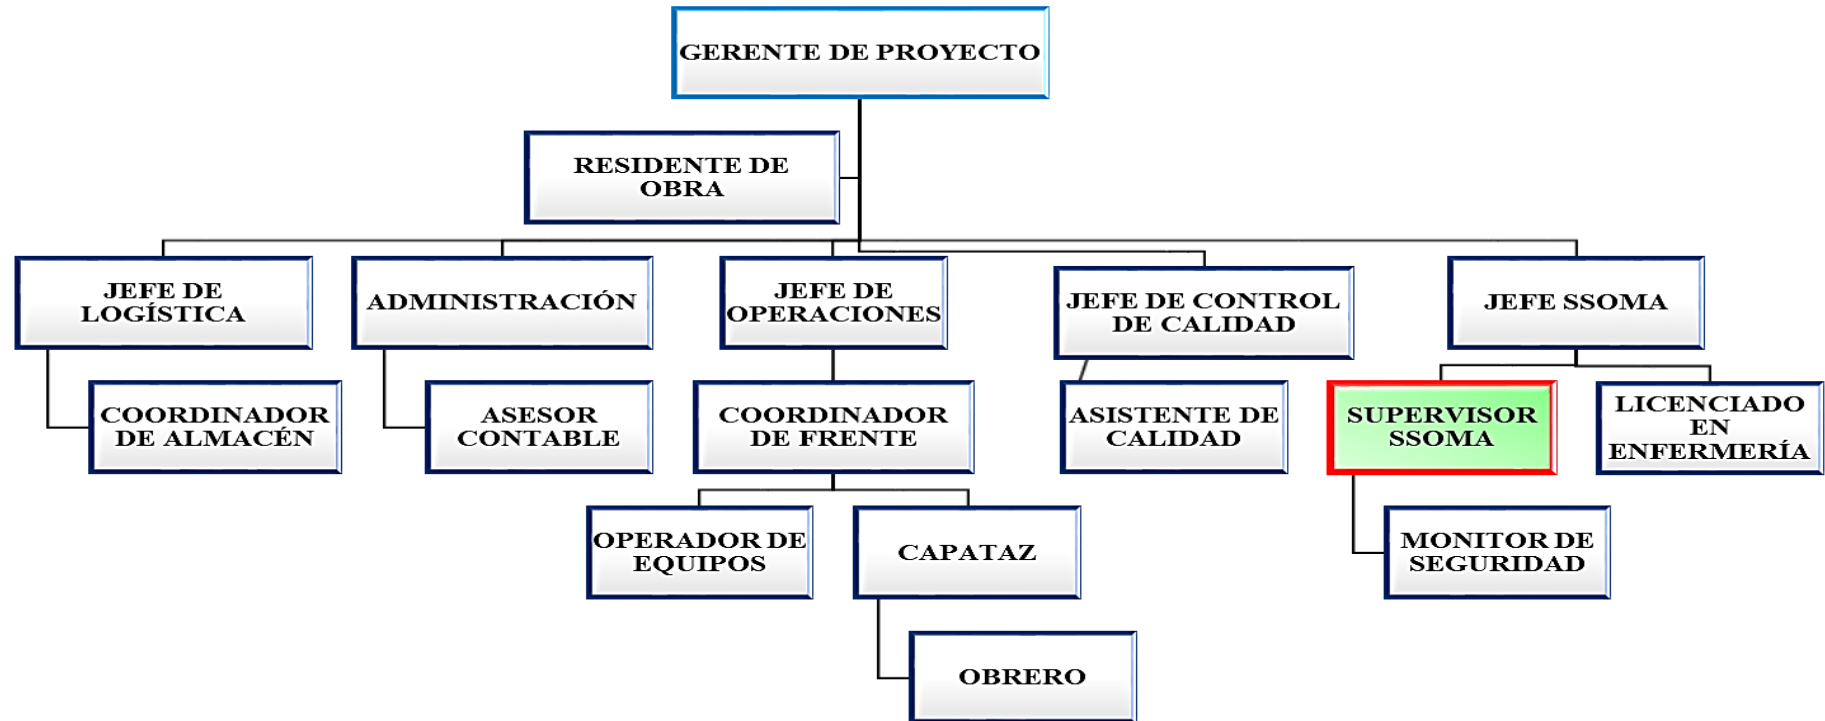 GERENTE DE PROYECTO
RESIDENTE DE
OBRA
JEFE DE
LOGÍSTICA
ADMINISTRACIÓN
JEFE DE
OPERACIONES
JEFE DE CONTROL
DE CALIDAD
JEFE SSOMA
COORDINADOR
DE ALMACÉN
ASESOR
CONTABLE
COORDINADOR
DE FRENTE
ASISTENTE DE
CALIDAD
SUPERVISOR
SSOMA
LICENCIADO
EN
ENFERMERÍA
OPERADOR DE
EQUIPOS
CAPATAZ
MONITOR DE
SEGURIDAD
OBRERO